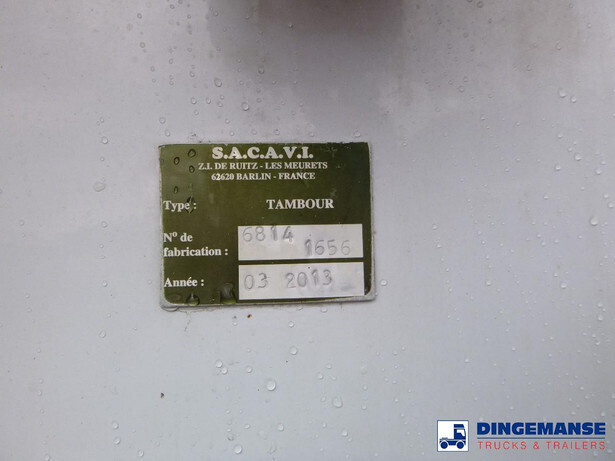 S.A.C.A.V.I.
Z.I. DE RUITZ - LES MEURETS
62620 BARLIN - FRANCE
Type : TAMBOUR
N° de
fabrication : 6814 1656
Année : 03 2013
DINGEMANSE
TRUCKS & TRAILERS